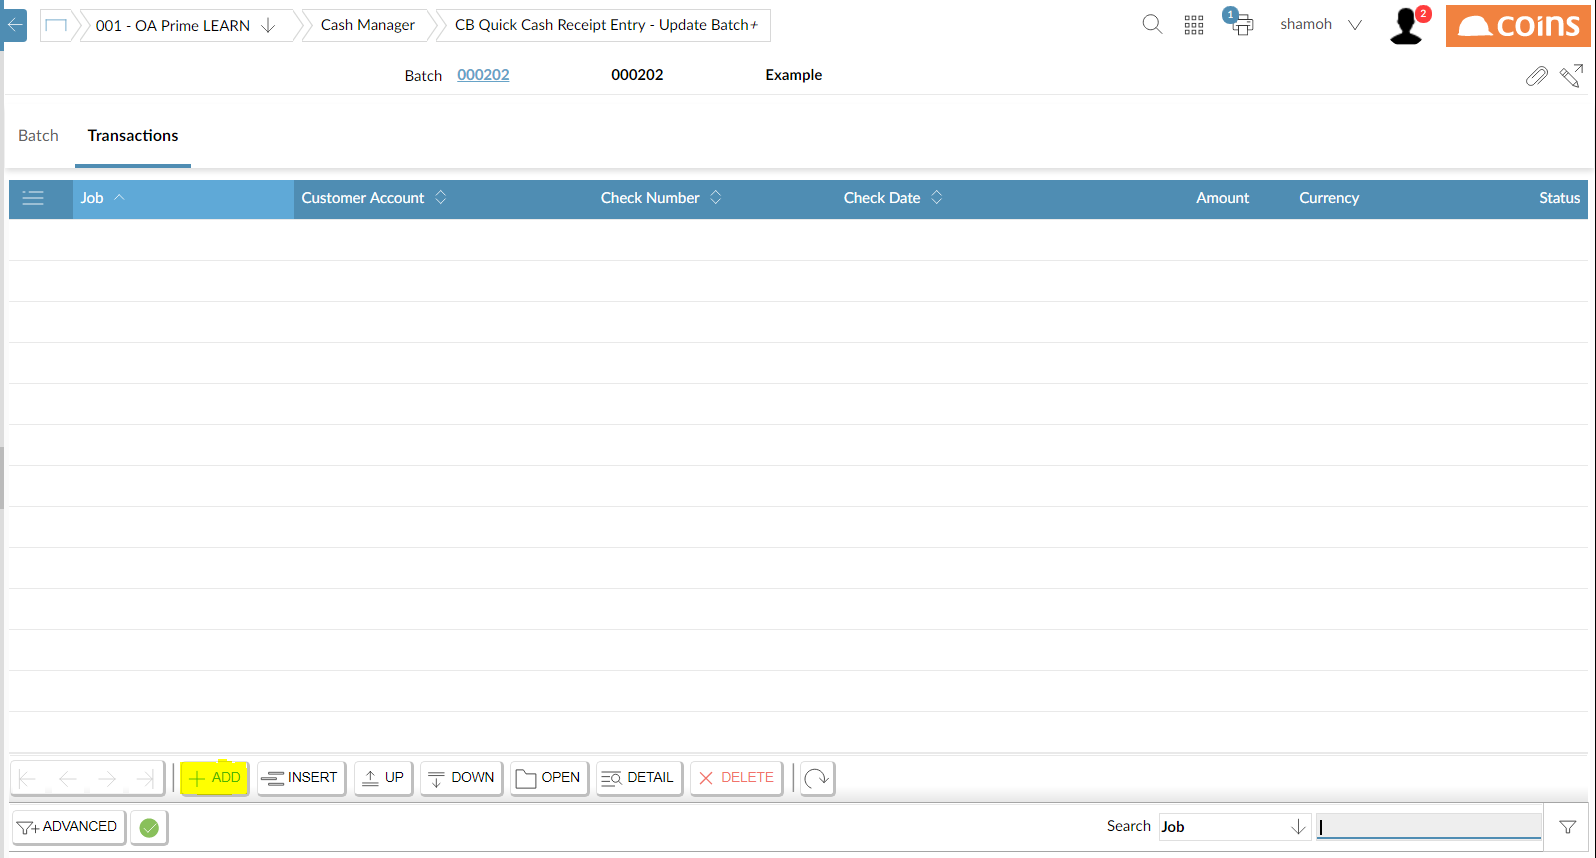 001 - OA Prime LEARN
Cash Manager
CB Quick Cash Receipt Entry - Update Batch+
1
shamoh
2
coins
Batch 000202 000202 Example
Batch Transactions
Job Customer Account Check Number Check Date Amount Currency Status
ADD INSERT UP DOWN OPEN DETAIL DELETE
ADVANCED Search Job